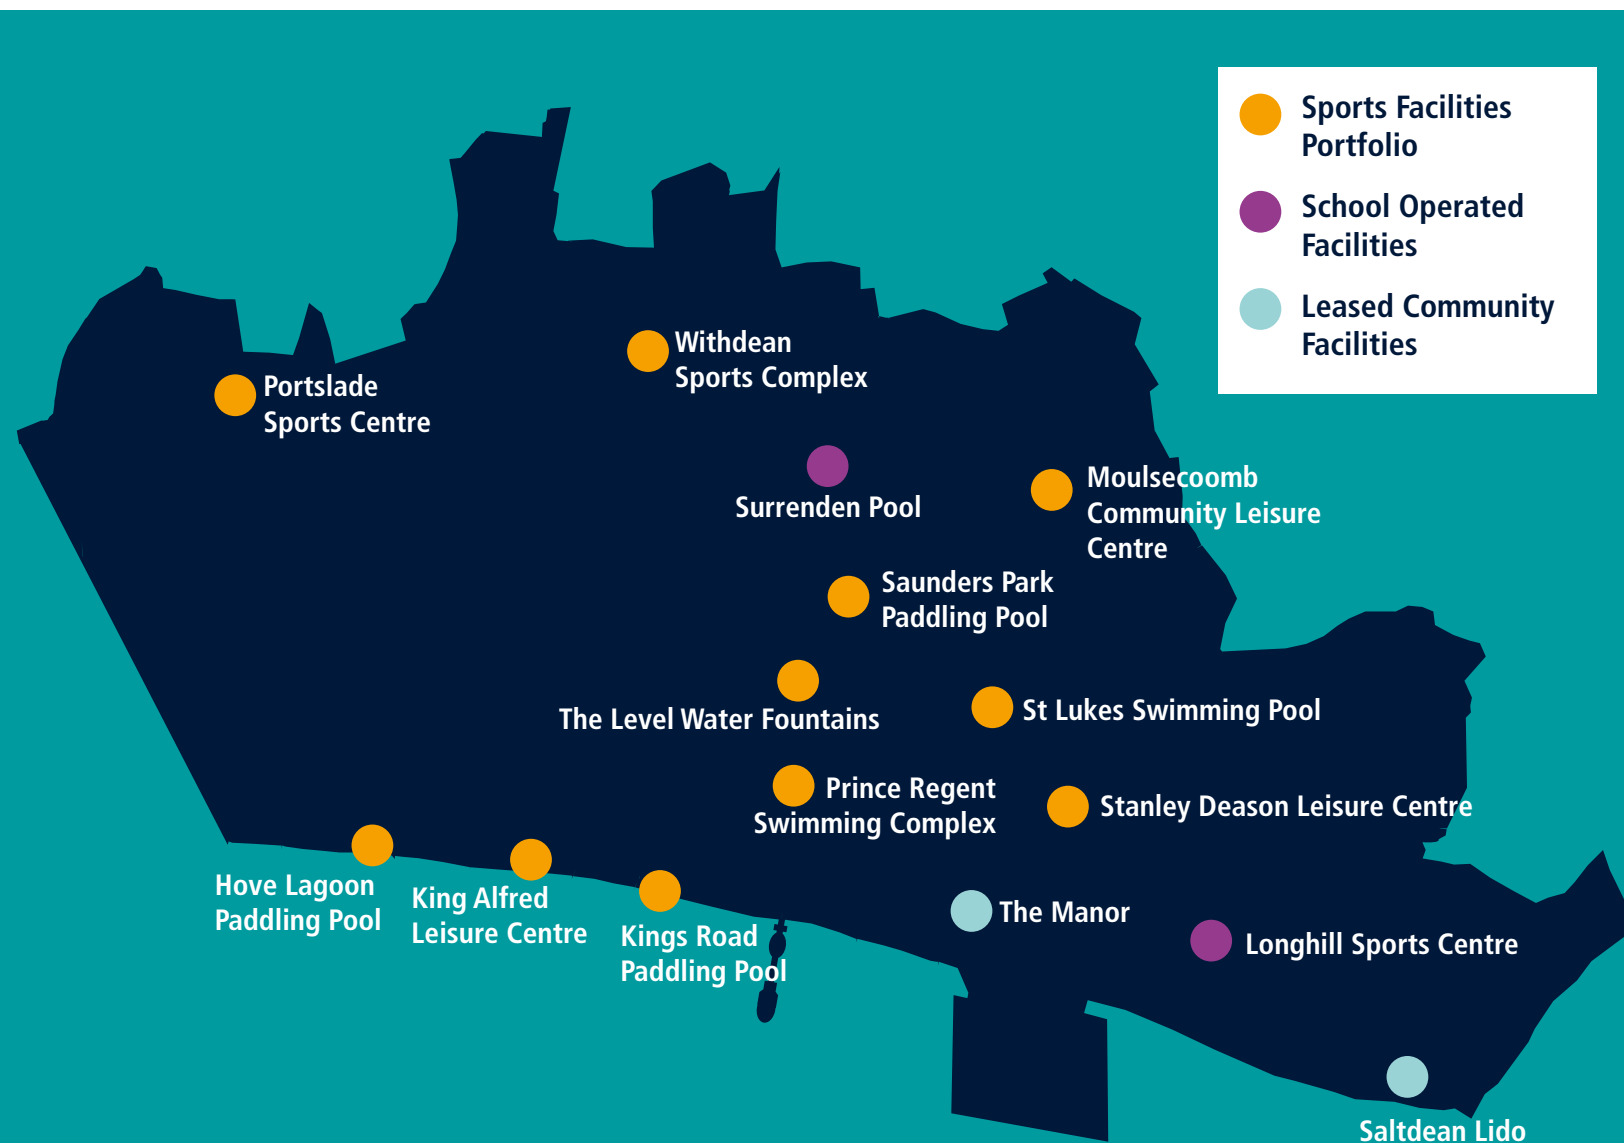 Sports Facilities
Portfolio
School Operated
Facilities
Leased Community
Facilities
Withdean
Sports Complex
Portslade
Sports Centre
Surrenden Pool
Moulsecoomb
Community Leisure
Centre
Saunders Park
Paddling Pool
The Level Water Fountains
St Lukes Swimming Pool
Prince Regent
Swimming Complex
Stanley Deason Leisure Centre
Hove Lagoon
Paddling Pool
King Alfred
Leisure Centre
Kings Road
Paddling Pool
The Manor
Longhill Sports Centre
Saltdean Lido